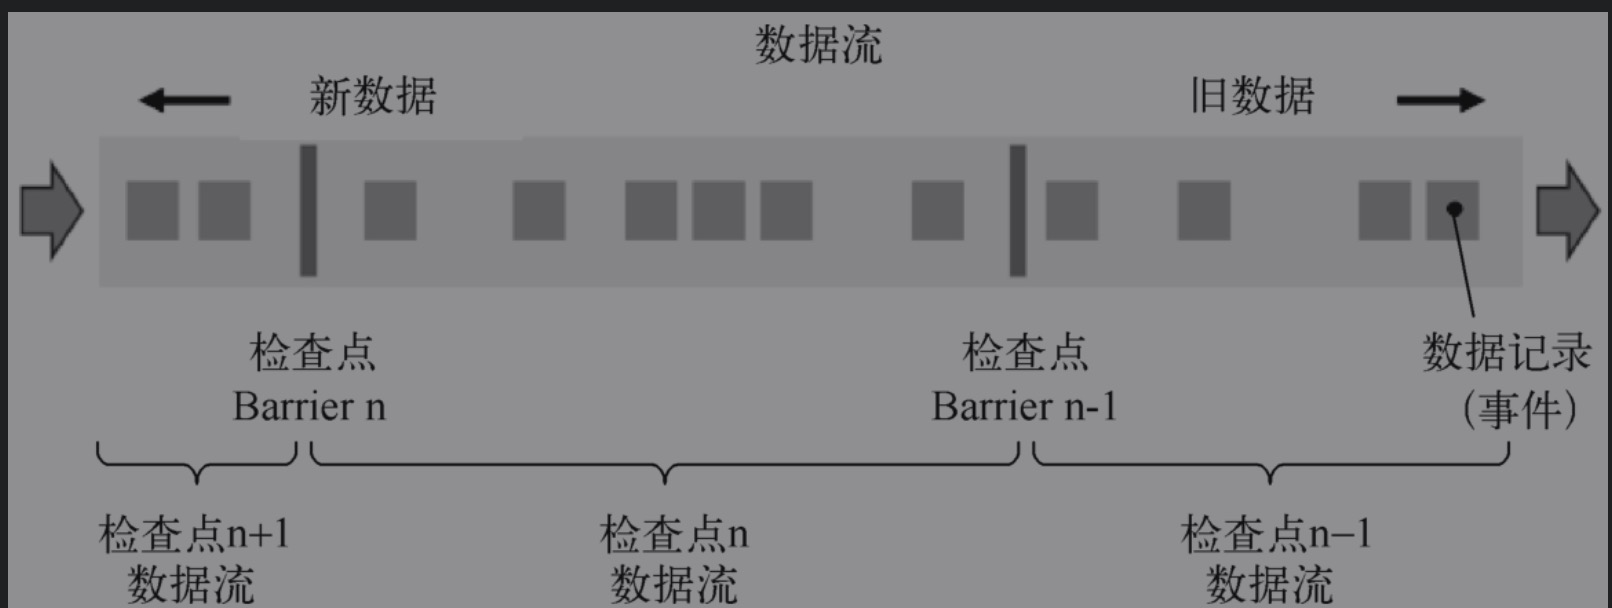 数据流
新数据
旧数据
检查点
Barrier n
检查点
Barrier n-1
数据记录
(事件)
检查点n+1
数据流
检查点n
数据流
检查点n−1
数据流